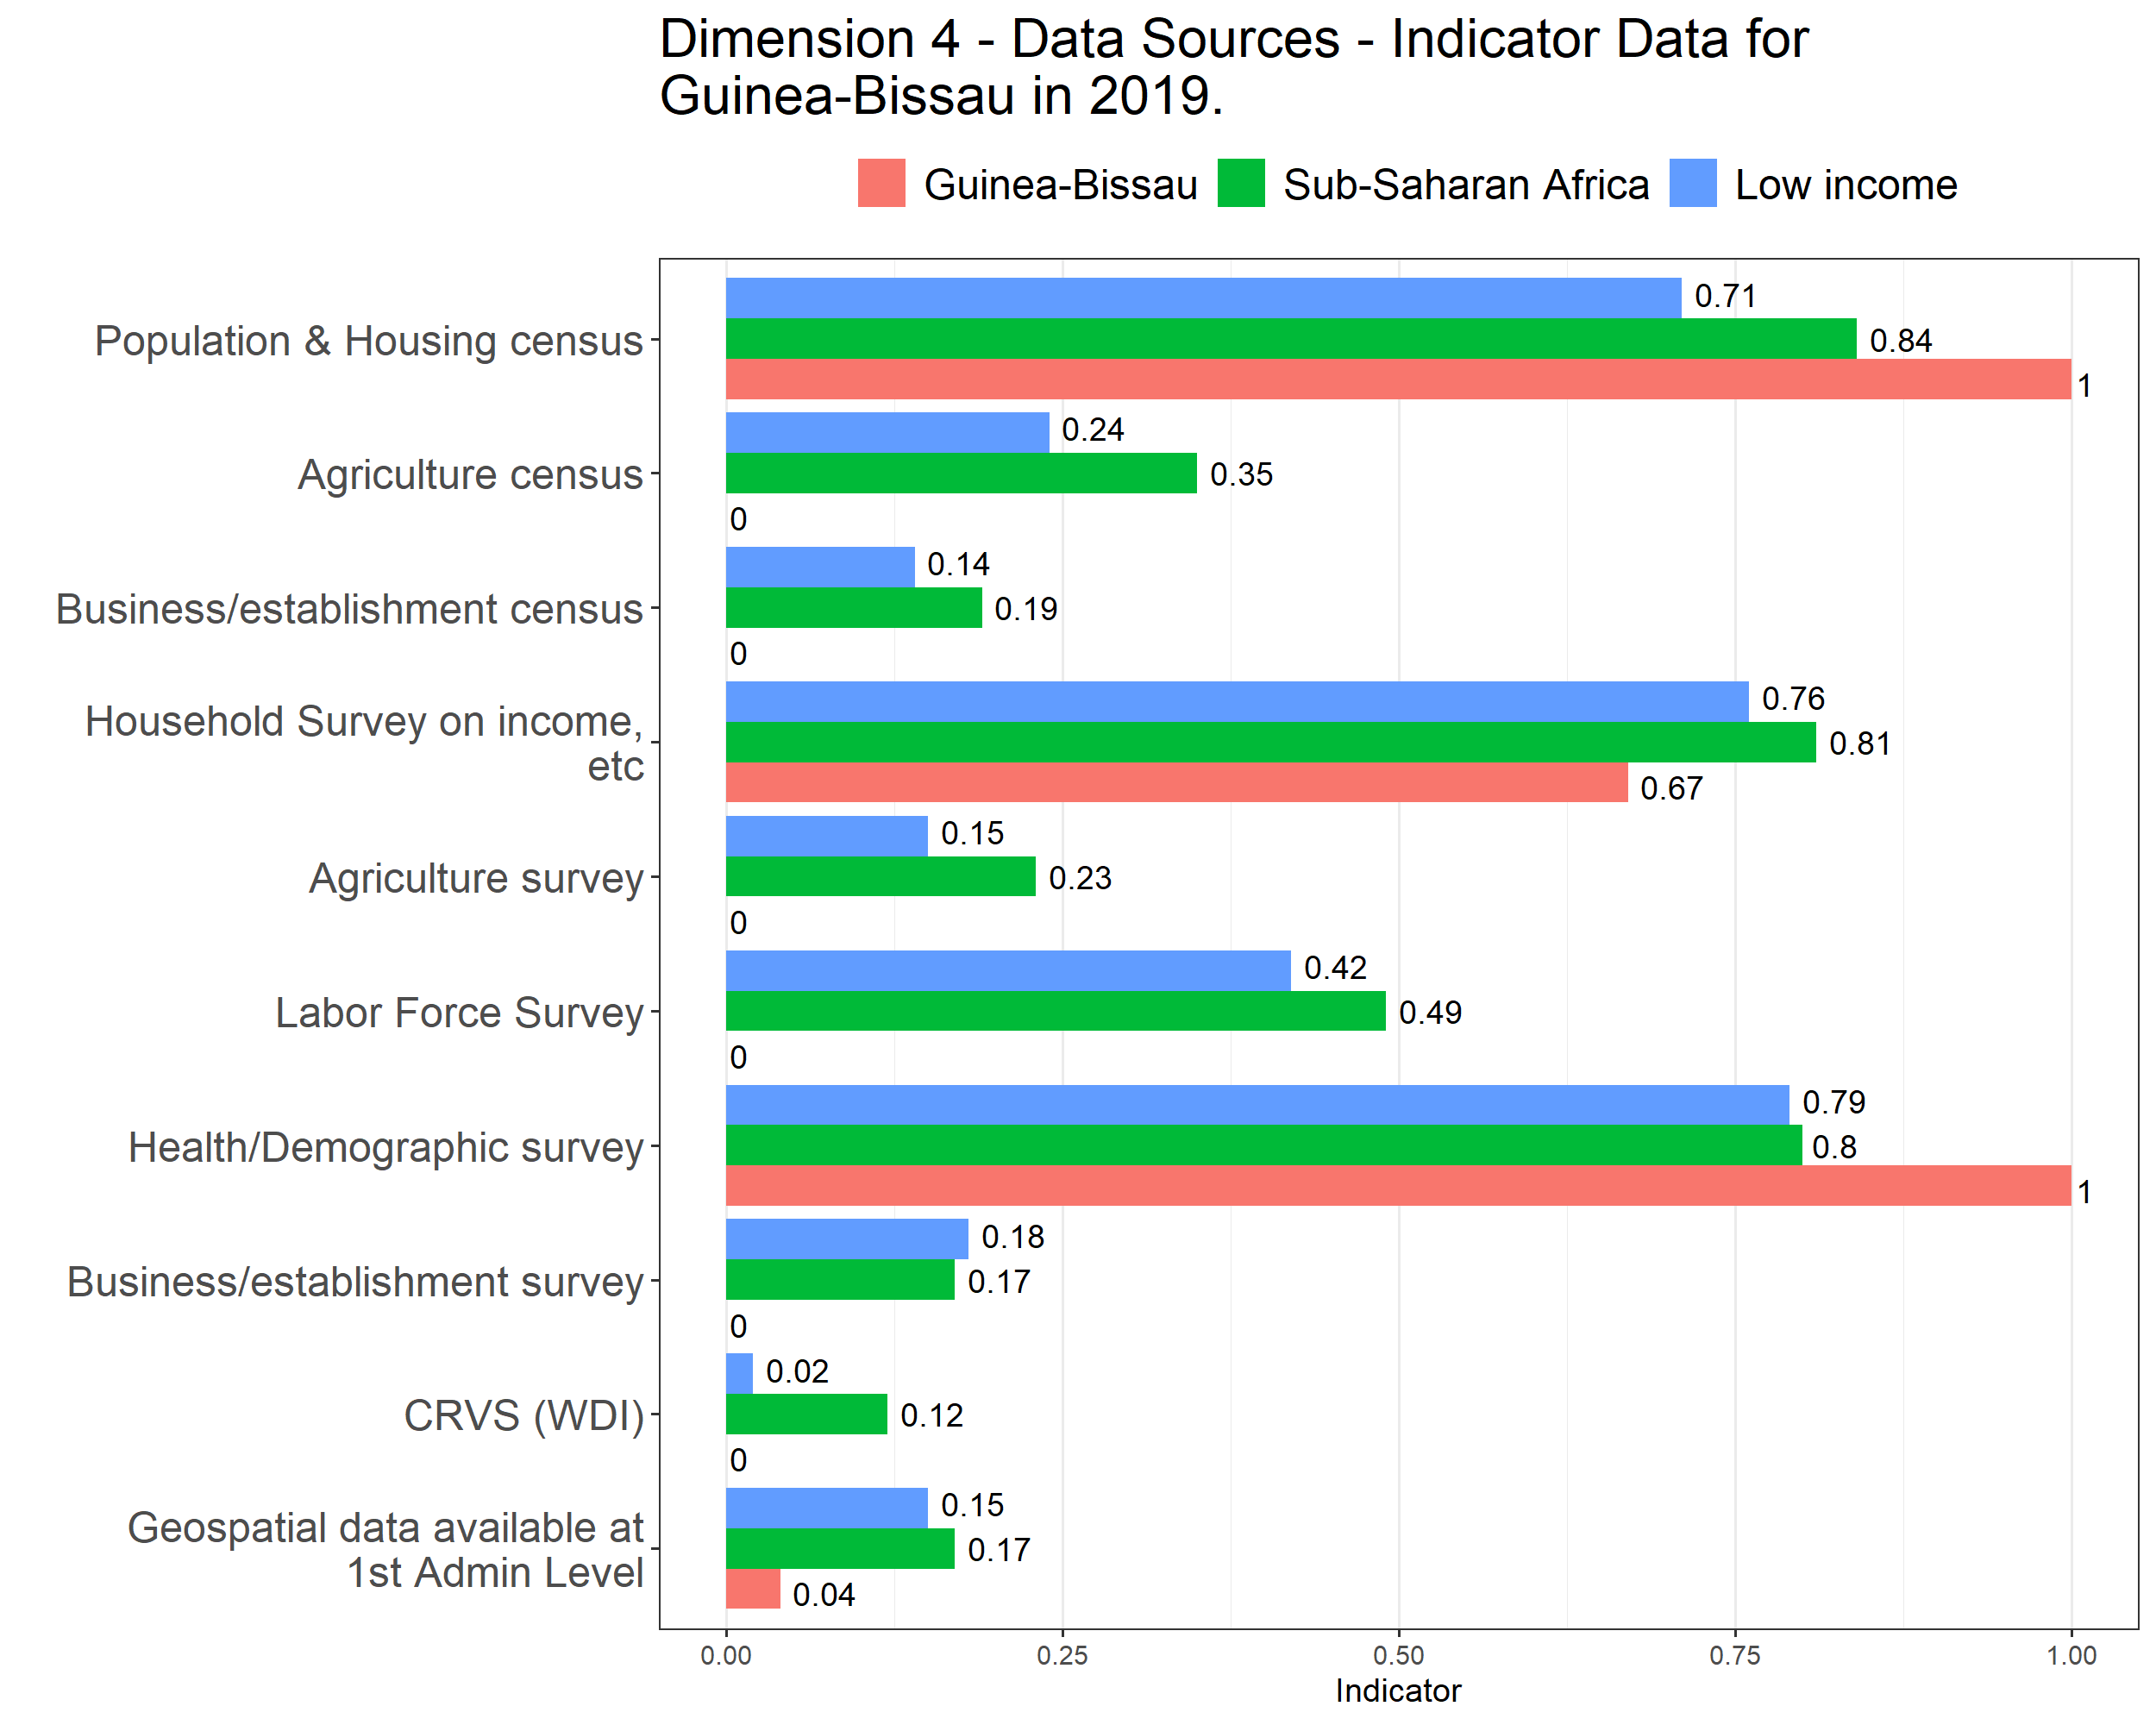 Dimension 4 - Data Sources - Indicator Data for
Guinea-Bissau in 2019.
Guinea-Bissau Sub-Saharan Africa Low income
Population & Housing census
0.71
0.84
1
Agriculture census
0.24
0.35
0
Business/establishment census
0.14
0.19
0
Household Survey on income,
etc
0.76
0.81
0.67
Agriculture survey
0.15
0.23
0
Labor Force Survey
0.42
0.49
0
Health/Demographic survey
0.79
0.8
1
Business/establishment survey
0.18
0.17
0
CRVS (WDI)
0.02
0.12
0
Geospatial data available at
1st Admin Level
0.15
0.17
0.04
0.00 0.25 0.50 0.75 1.00
Indicator